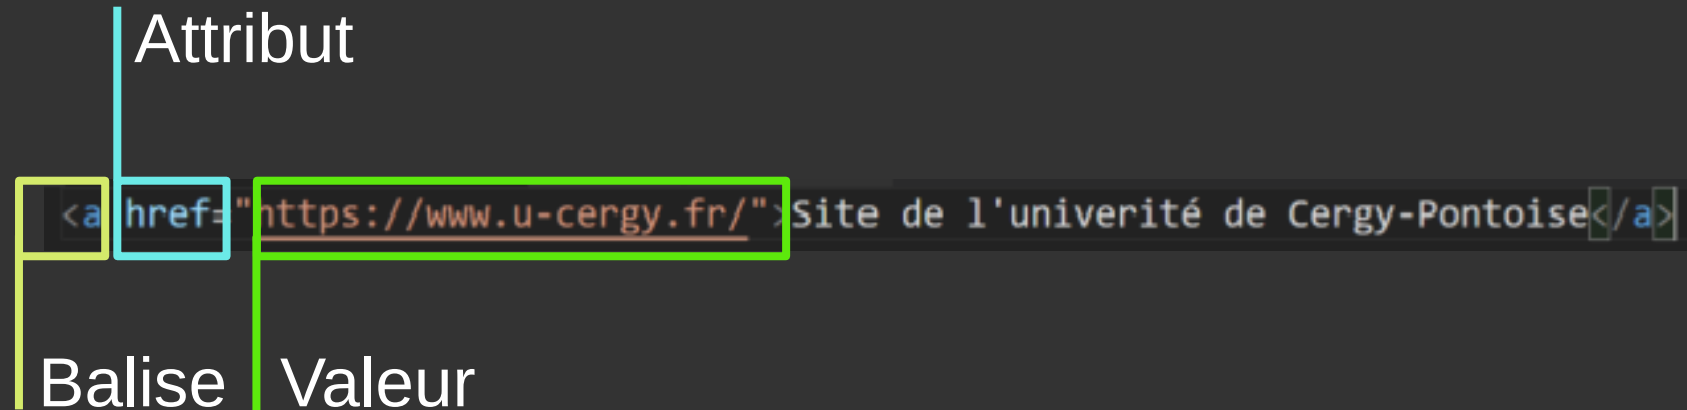 Attribut
<a href="https://www.u-cergy.fr/">Site de l'univerité de Cergy-Pontoise</a>
Balise Valeur